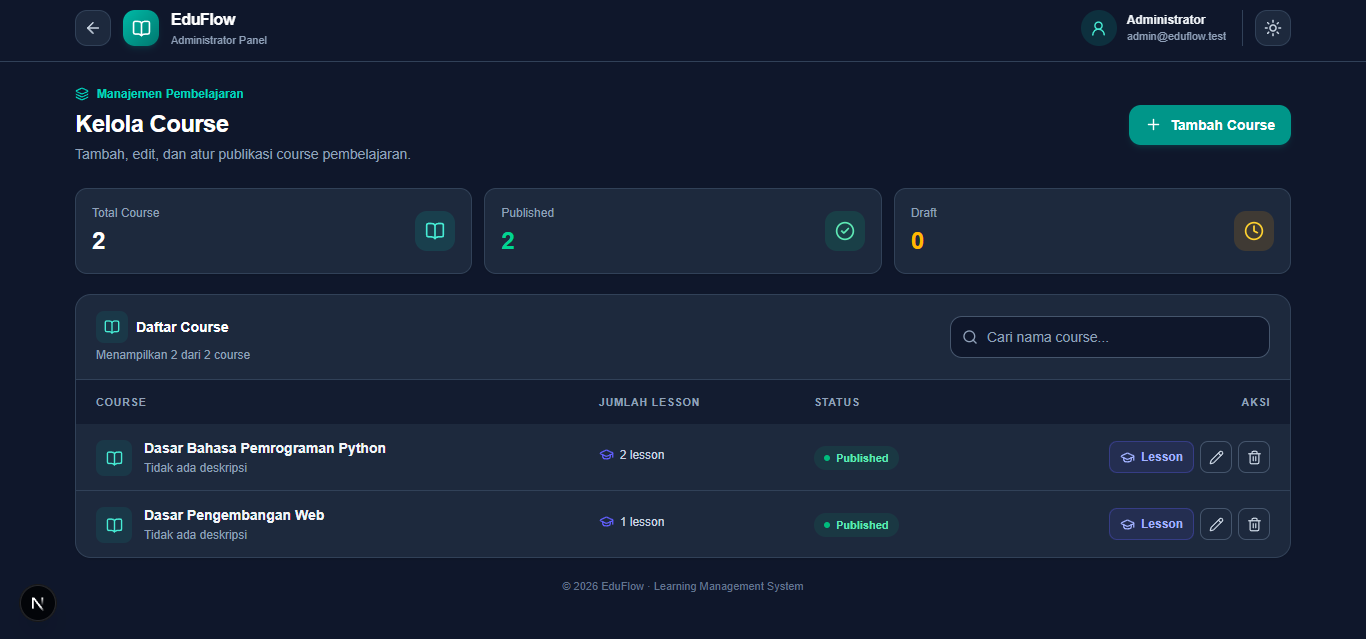 EduFlow
Administrator Panel
Administrator
admin@eduflow.test
Manajemen Pembelajaran
Kelola Course
Tambah, edit, dan atur publikasi course pembelajaran.
+ Tambah Course
Total Course
2
Published
2
Draft
0
Daftar Course
Menampilkan 2 dari 2 course
Cari nama course...
COURSE JUMLAH LESSON STATUS AKSI
Dasar Bahasa Pemrograman Python
Tidak ada deskripsi
2 lesson
Published
Lesson
Dasar Pengembangan Web
Tidak ada deskripsi
1 lesson
Published
Lesson
© 2026 EduFlow · Learning Management System
N